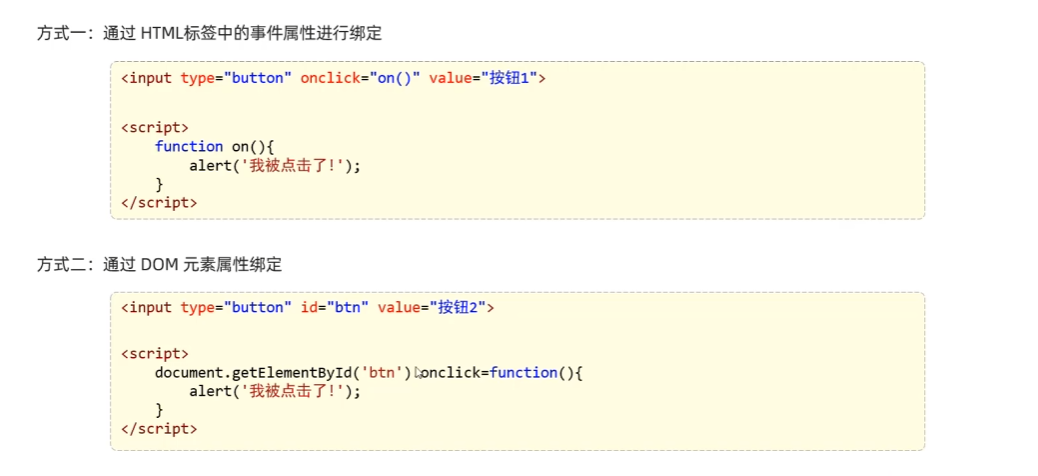 方式一：通过 HTML标签中的事件属性进行绑定
<input type="button" onclick="on()" value="按钮1">
<script>
function on(){
alert('我被点击了!');
}
</script>
方式二：通过 DOM 元素属性绑定
<input type="button" id="btn" value="按钮2">
<script>
document.getElementById('btn').onclick=function(){
alert('我被点击了!');
}
</script>